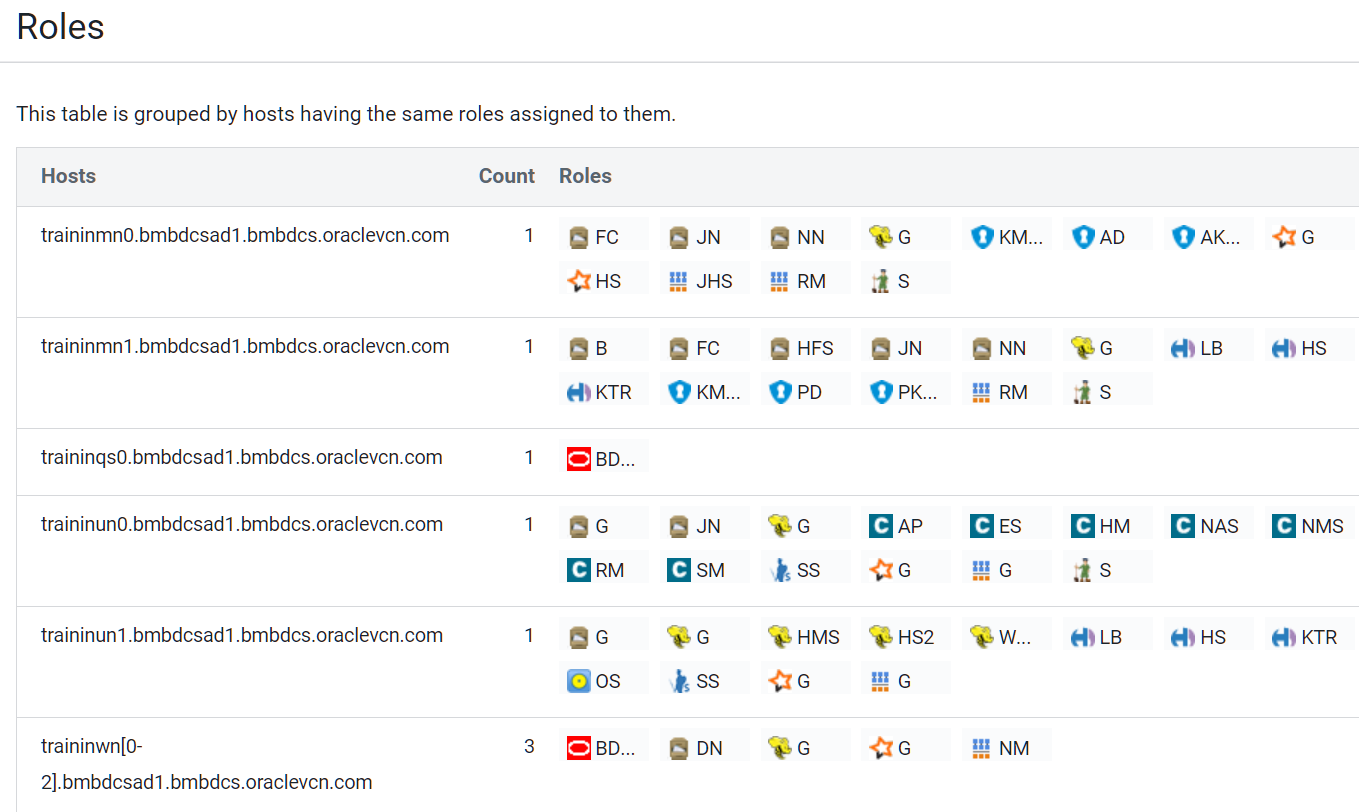 Roles
This table is grouped by hosts having the same roles assigned to them.
Hosts Count Roles
traininmn0.bmbdcsad1.bmbdcs.oraclevcn.com 1 FC JN NN G KM... AD AK... G
HS JHS RM S
traininmn1.bmbdcsad1.bmbdcs.oraclevcn.com 1 B FC HFS JN NN G LB HS
KTR KM... PD PK... RM S
traininqs0.bmbdcsad1.bmbdcs.oraclevcn.com 1 BD...
traininun0.bmbdcsad1.bmbdcs.oraclevcn.com 1 G JN G C AP C ES C HM C NAS C NMS
C RM C SM SS G G S
traininun1.bmbdcsad1.bmbdcs.oraclevcn.com 1 G G HMS HS2 W... LB HS KTR
OS SS G G
traininwn[0- 3 BD... DN G G NM
2].bmbdcsad1.bmbdcs.oraclevcn.com